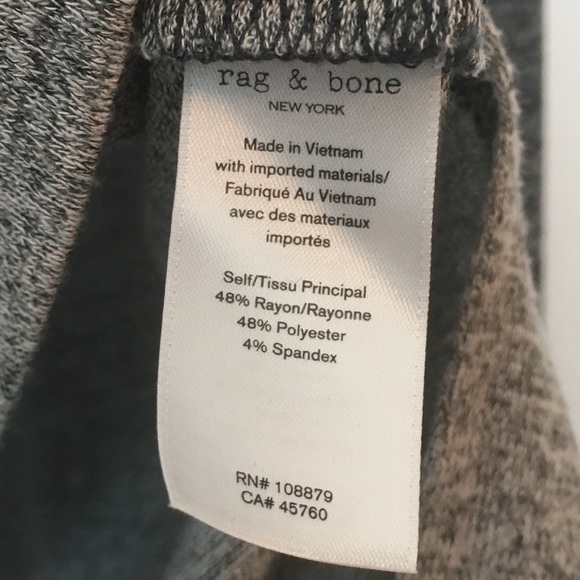 rag & bone
NEW YORK
Made in Vietnam
with imported materials/
Fabriqué Au Vietnam
avec des materiaux
importés
Self/Tissu Principal
48% Rayon/Rayonne
48% Polyester
4% Spandex
RN# 108879
CA# 45760